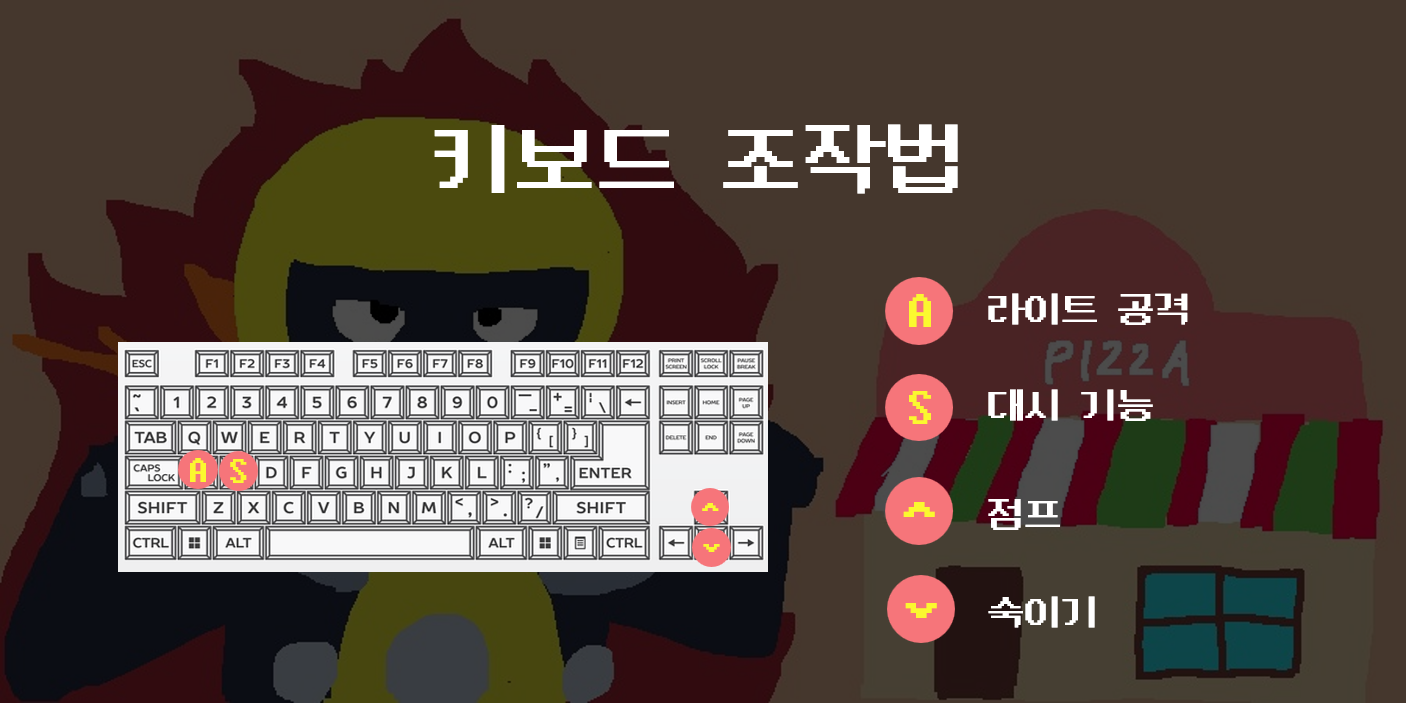 키보드 조작법
A 라이트 공격
PIZZA
S 대시 기능
^ 점프
숙이기
ESC F1 F2 F3 F4 F5 F6 F7 F8 F9 F10 F11 F12 PRINT SCREEN SCROLL LOCK PAUSE BREAK
~ ` 1 2 3 4 5 6 7 8 9 0 — _ + = ¦ \ ← INSERT HOME PAGE UP
TAB Q W E R T Y U I O P { [ } ] DELETE END PAGE DOWN
CAPS LOCK A S D F G H J K L : ; " , ENTER
SHIFT Z X C V B N M < , > . ? / SHIFT ^
CTRL ALT ALT CTRL ← →